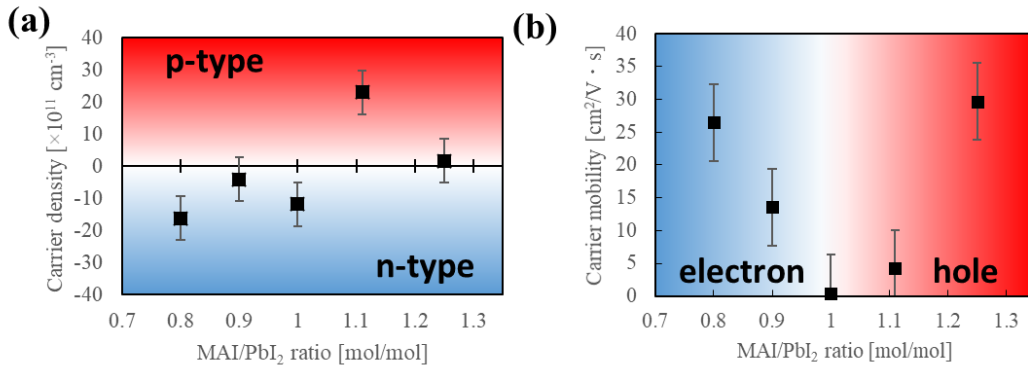 (a)
Carrier density [×10¹¹ cm⁻³]
40
30
20
10
0
-10
-20
-30
-40
p-type
n-type
0.7 0.8 0.9 1 1.1 1.2 1.3
MAI/PbI₂ ratio [mol/mol]
(b)
Carrier mobility [cm²/V・s]
40
35
30
25
20
15
10
5
0
electron hole
0.7 0.8 0.9 1 1.1 1.2 1.3
MAI/PbI₂ ratio [mol/mol]